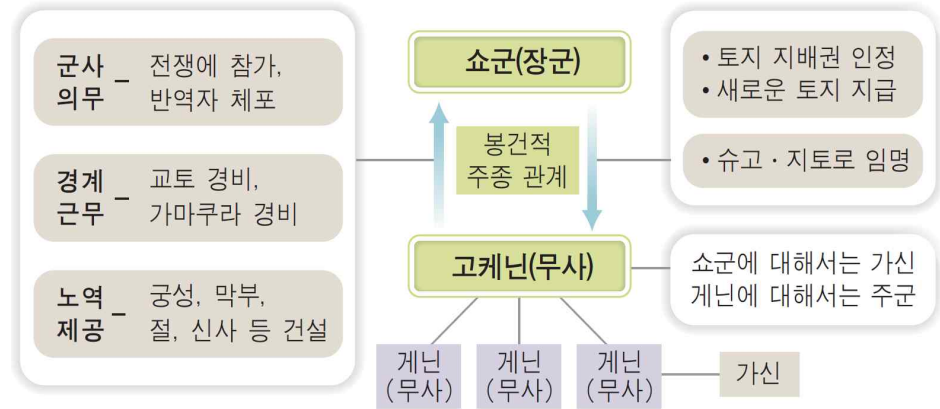 군사 의무 – 전쟁에 참가,
반역자 체포
경계 근무 – 교토 경비,
가마쿠라 경비
노역 제공 – 궁성, 막부,
절, 신사 등 건설
쇼군(장군)
봉건적
주종 관계
고케닌(무사)
게닌
(무사)
게닌
(무사)
게닌
(무사)
가신
• 토지 지배권 인정
• 새로운 토지 지급
• 슈고 · 지토로 임명
쇼군에 대해서는 가신
게닌에 대해서는 주군